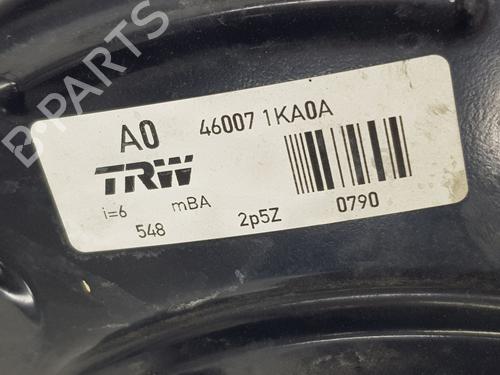 B-PARTS
A0 46007 1KA0A
TRW
i=6 mBA
548 2p5Z 0790